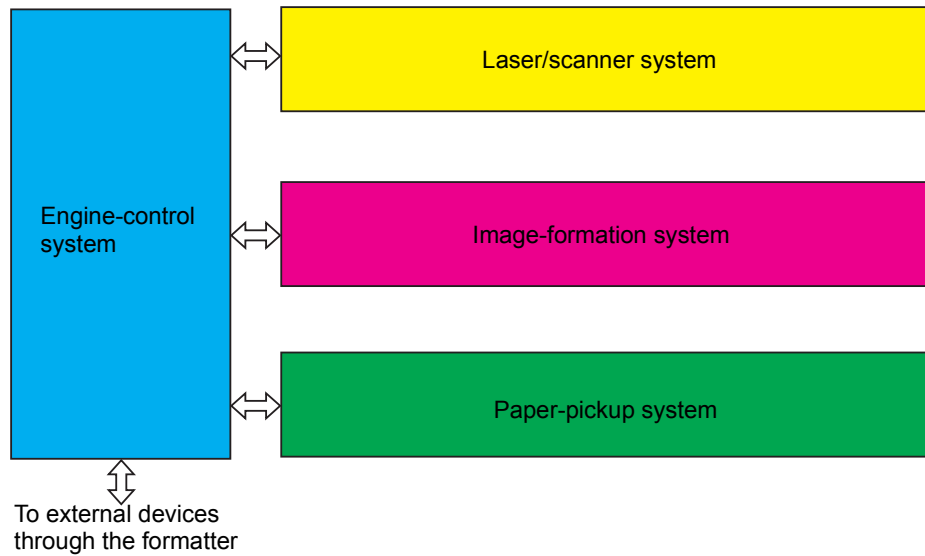 Laser/scanner system
Engine-control
system
Image-formation system
Paper-pickup system
To external devices
through the formatter